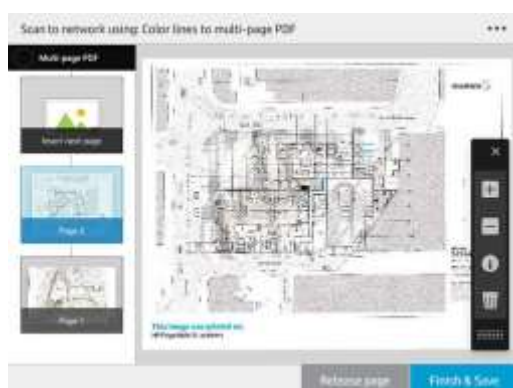 Scan to network using: Color lines to multi-page PDF
Multi-page PDF
Insert next page
Page 2
Page 1
This image was printed on:
Release page
Finish & Save